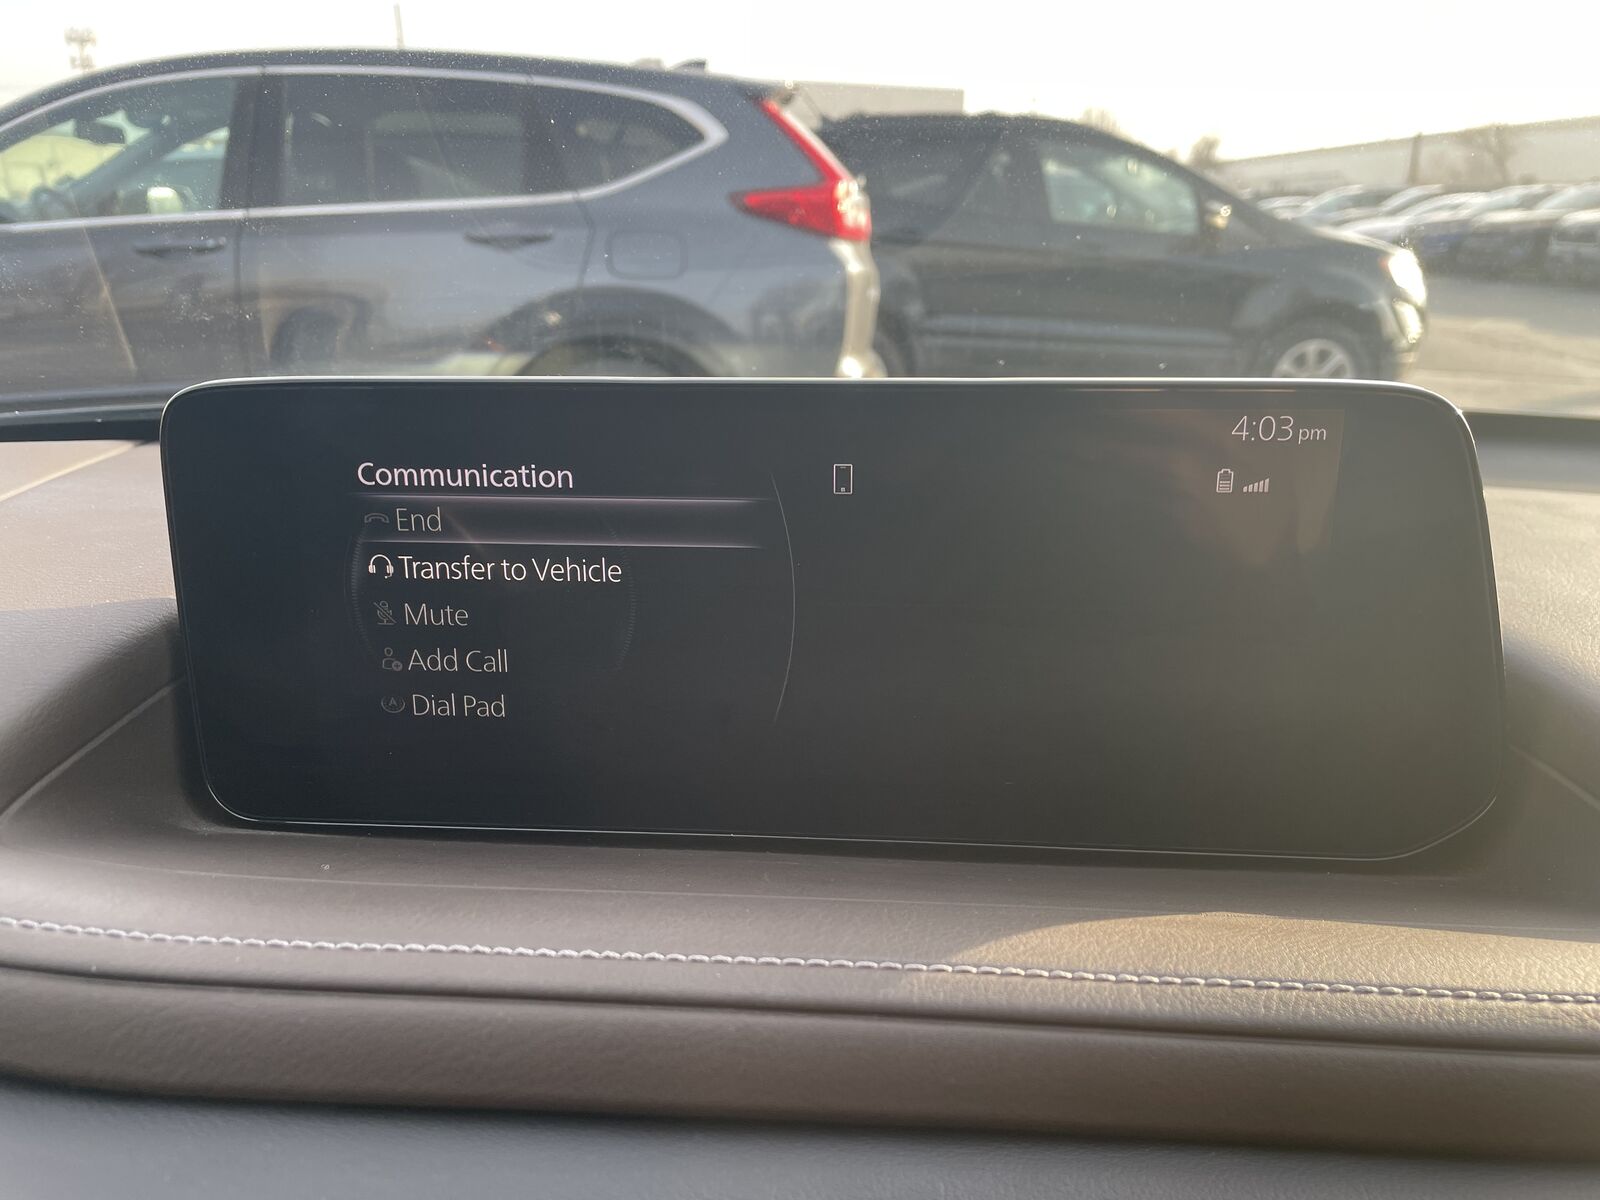 4:03 pm
Communication
End
Transfer to Vehicle
Mute
Add Call
Dial Pad